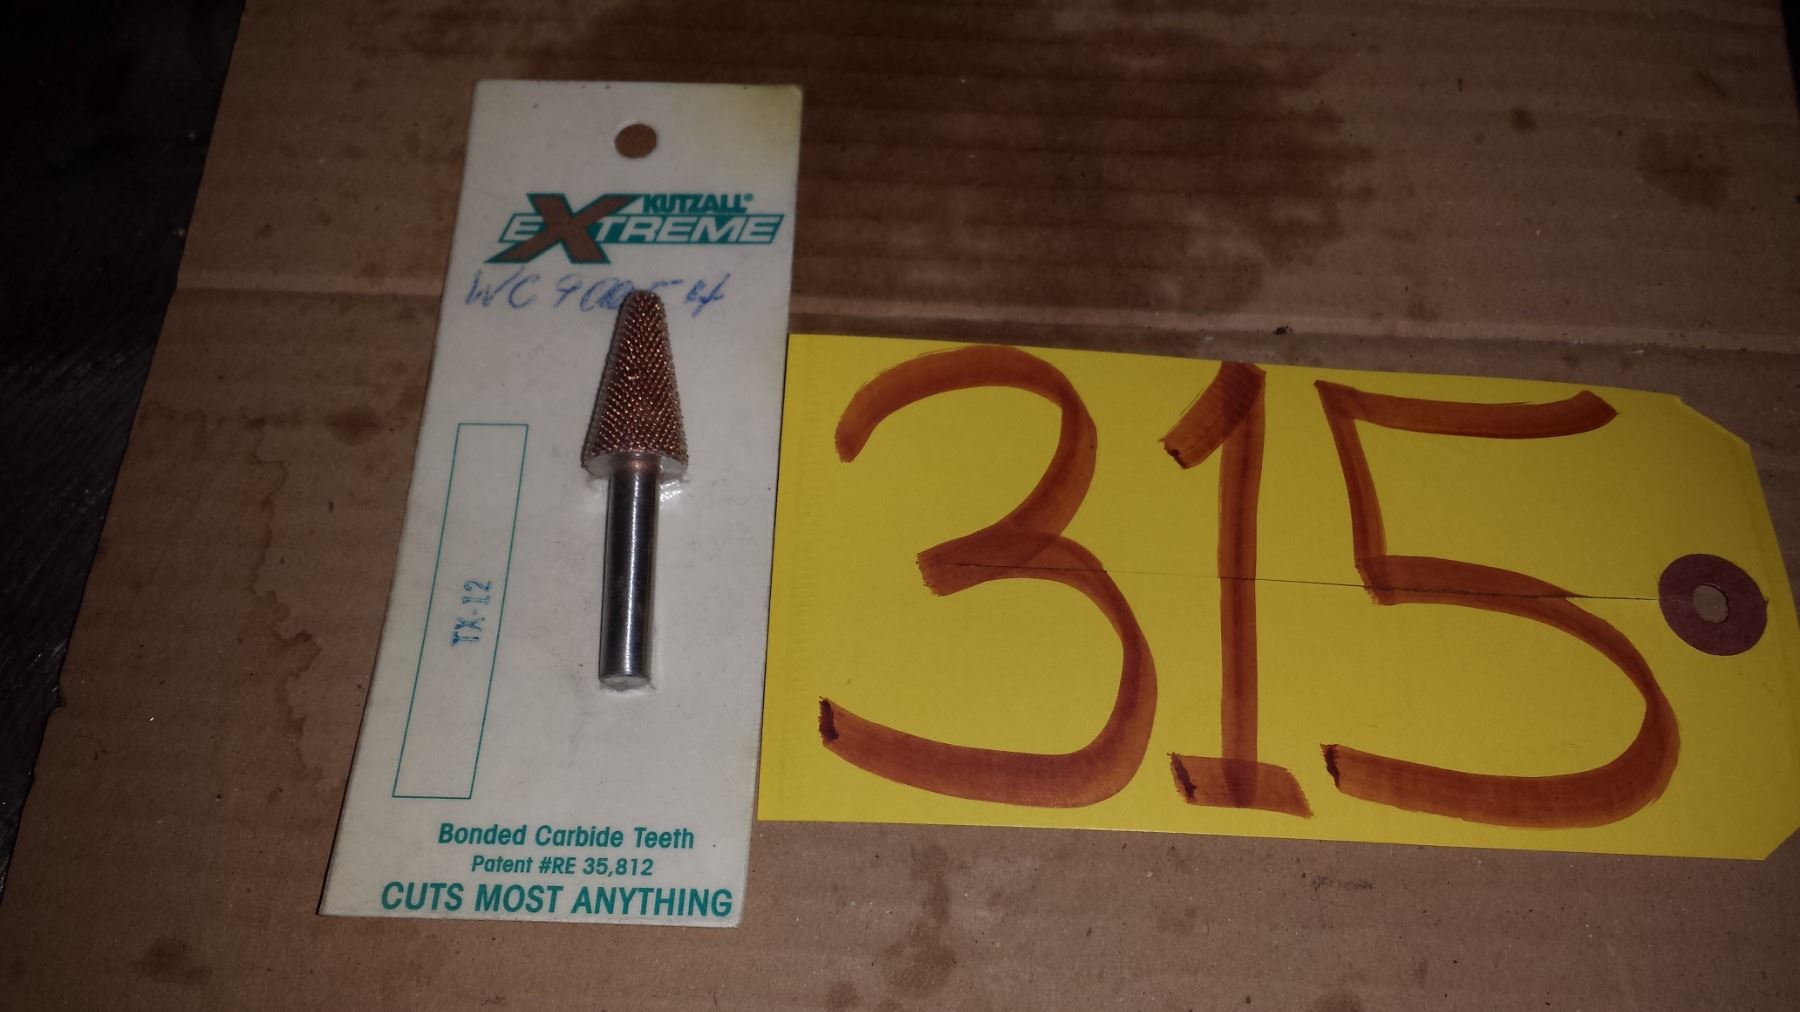 KUTZALL®
EXTREME
TX-12
Bonded Carbide Teeth
Patent #RE 35,812
CUTS MOST ANYTHING
315